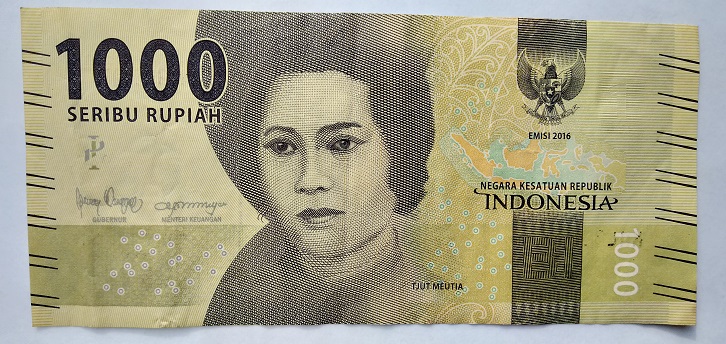 1000
SERIBU RUPIAH
GUBERNUR
MENTERI KEUANGAN
TJUT MEUTIA
EMISI 2016
NEGARA KESATUAN REPUBLIK
INDONESIA
1000